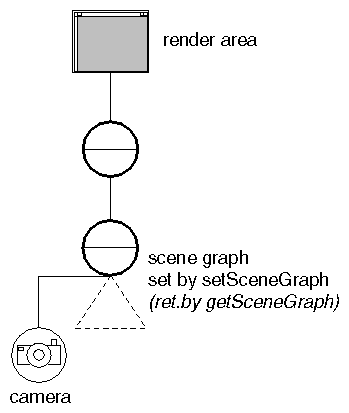 render area
scene graph
set by setSceneGraph
(ret.by getSceneGraph)
camera